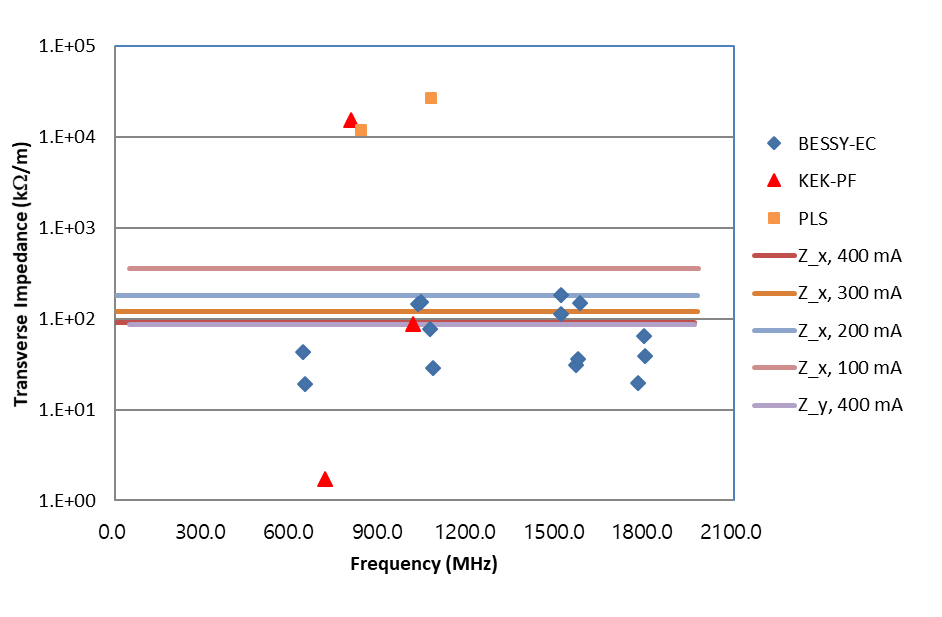 1.E+05
1.E+04
1.E+03
1.E+02
1.E+01
1.E+00
Transverse Impedance (kΩ/m)
0.0 300.0 600.0 900.0 1200.0 1500.0 1800.0 2100.0
Frequency (MHz)
BESSY-EC
KEK-PF
PLS
Z_x, 400 mA
Z_x, 300 mA
Z_x, 200 mA
Z_x, 100 mA
Z_y, 400 mA